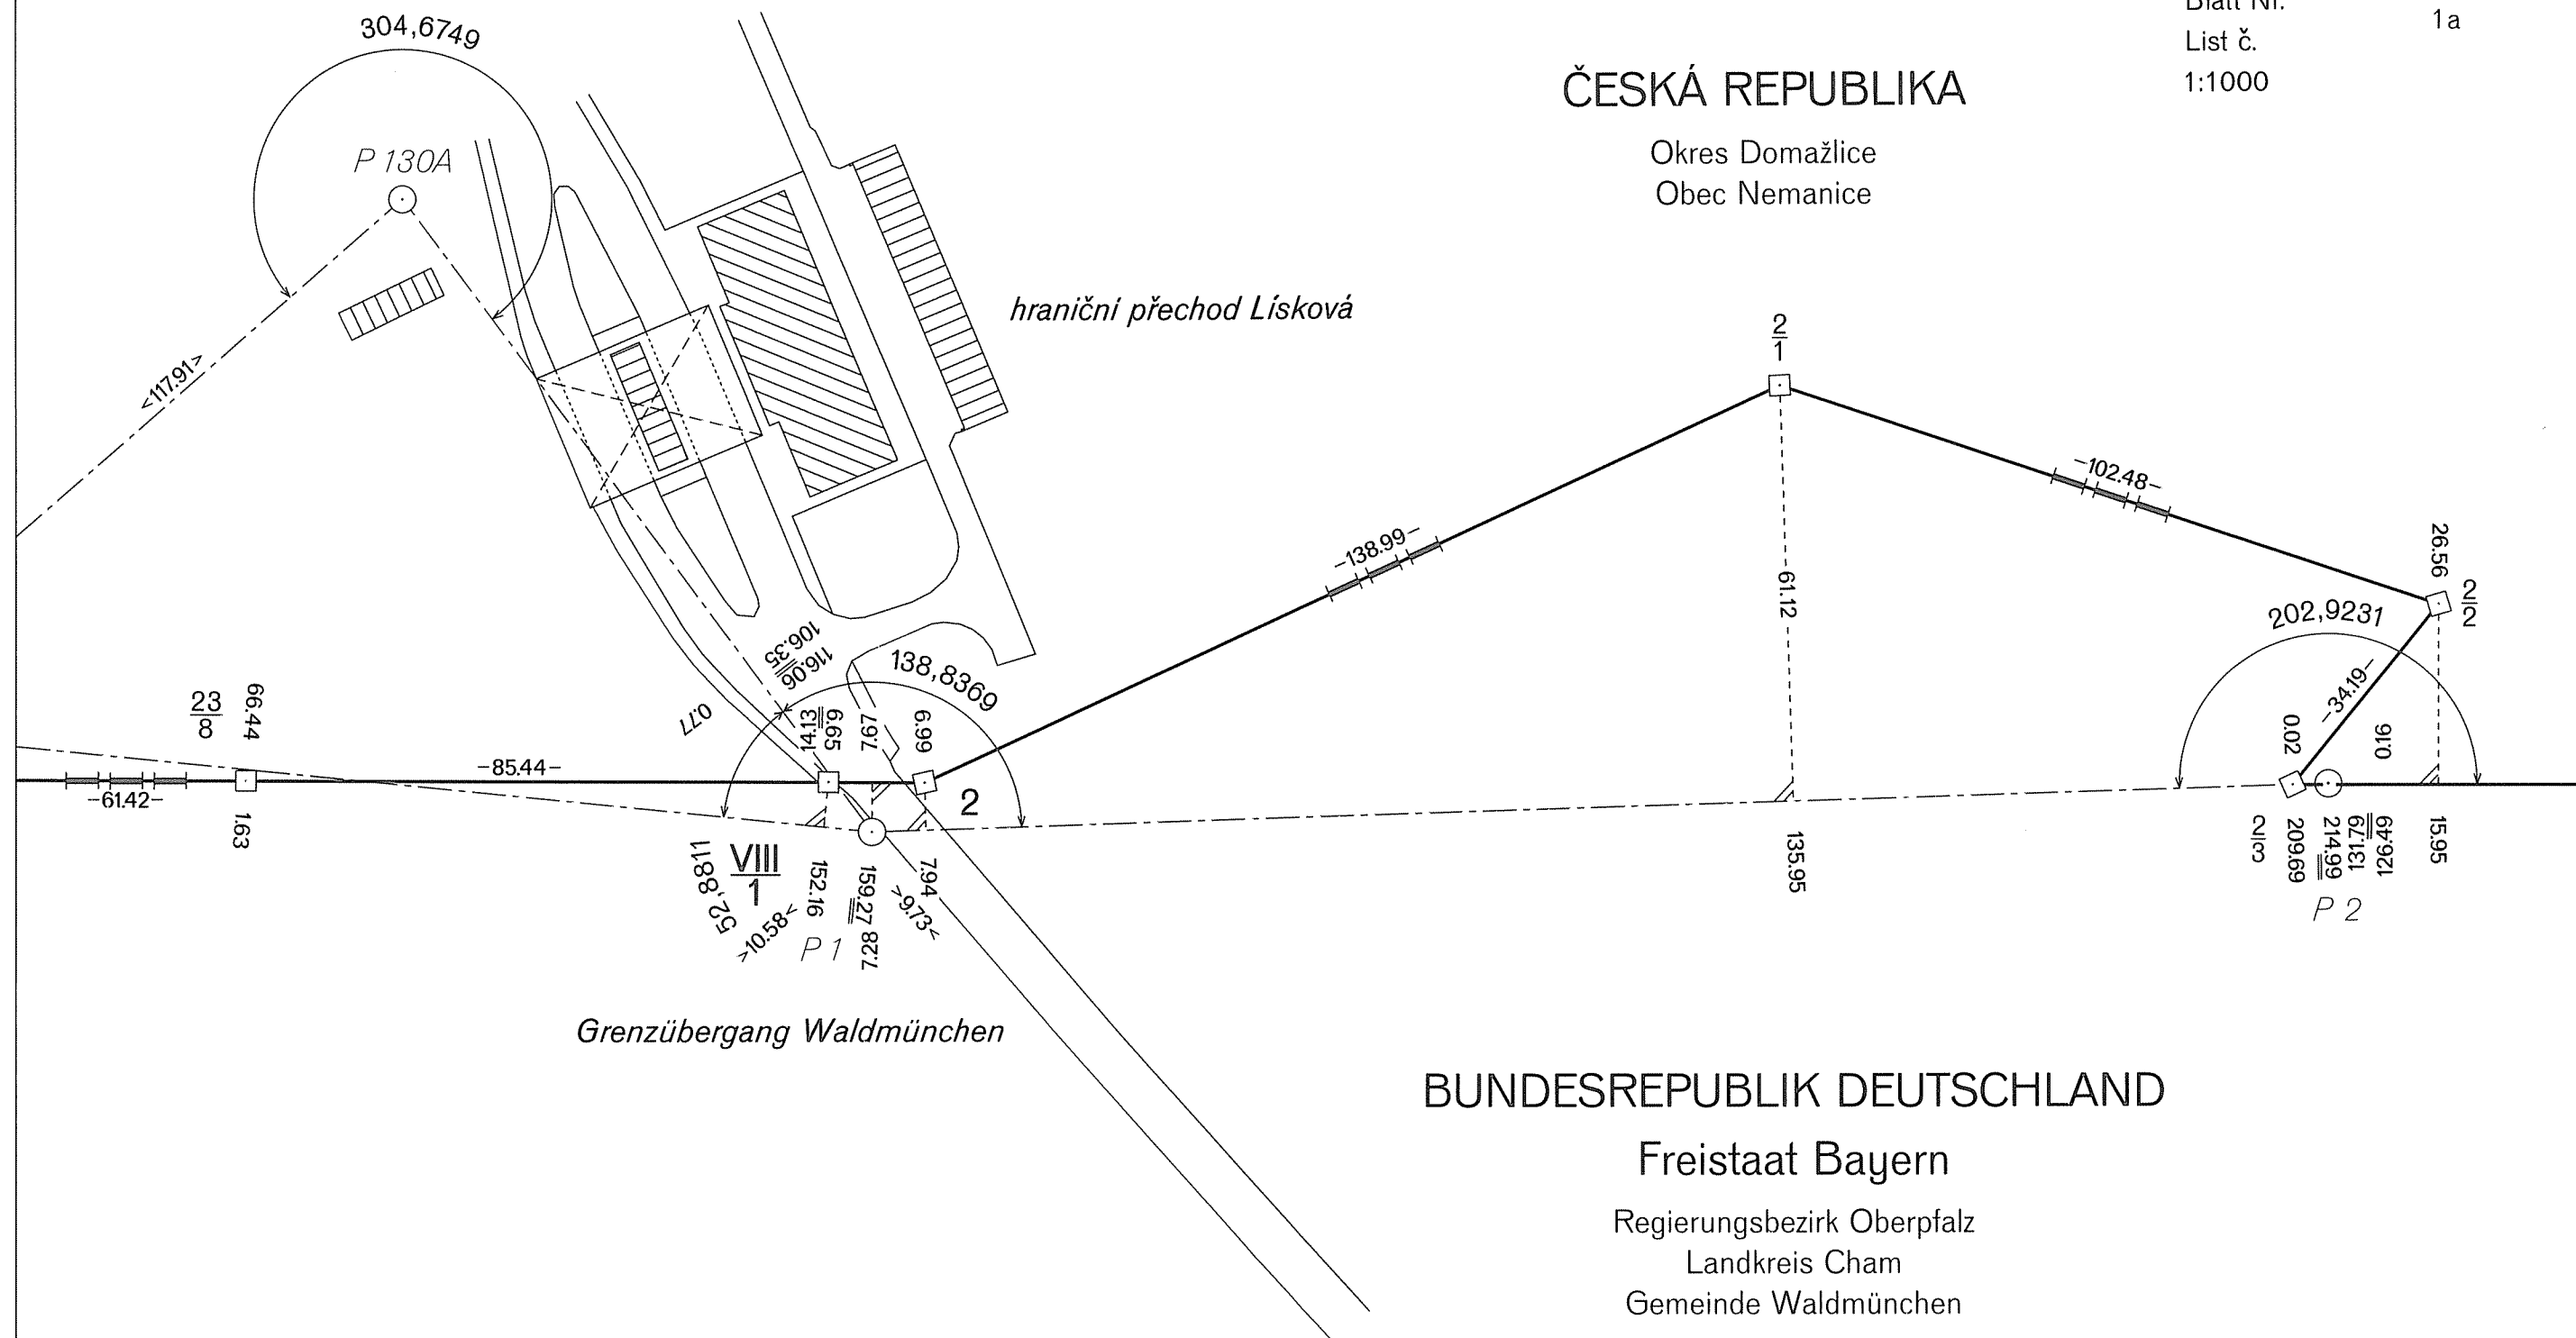 1a
List č.
1:1000
304,6749
P 130A
ČESKÁ REPUBLIKA
Okres Domažlice
Obec Nemanice
hraniční přechod Lísková
<117.91>
2
1
-102.48-
-138.99-
61.12
26.56
2
2
202,9231
-34.19-
0.02
0.16
106.35
116.06
138,8369
23
8
66.44
0.77
14.13
6.65
7.97
6.99
-85.44-
-61.42-
2
1.63
VIII
1
52,8811
<10.58>
152.16
159.27
7.28
7.94
>9.73<
P 1
135.95
2
3
209.69
214.99
131.79
126.49
15.95
P 2
Grenzübergang Waldmünchen
BUNDESREPUBLIK DEUTSCHLAND
Freistaat Bayern
Regierungsbezirk Oberpfalz
Landkreis Cham
Gemeinde Waldmünchen